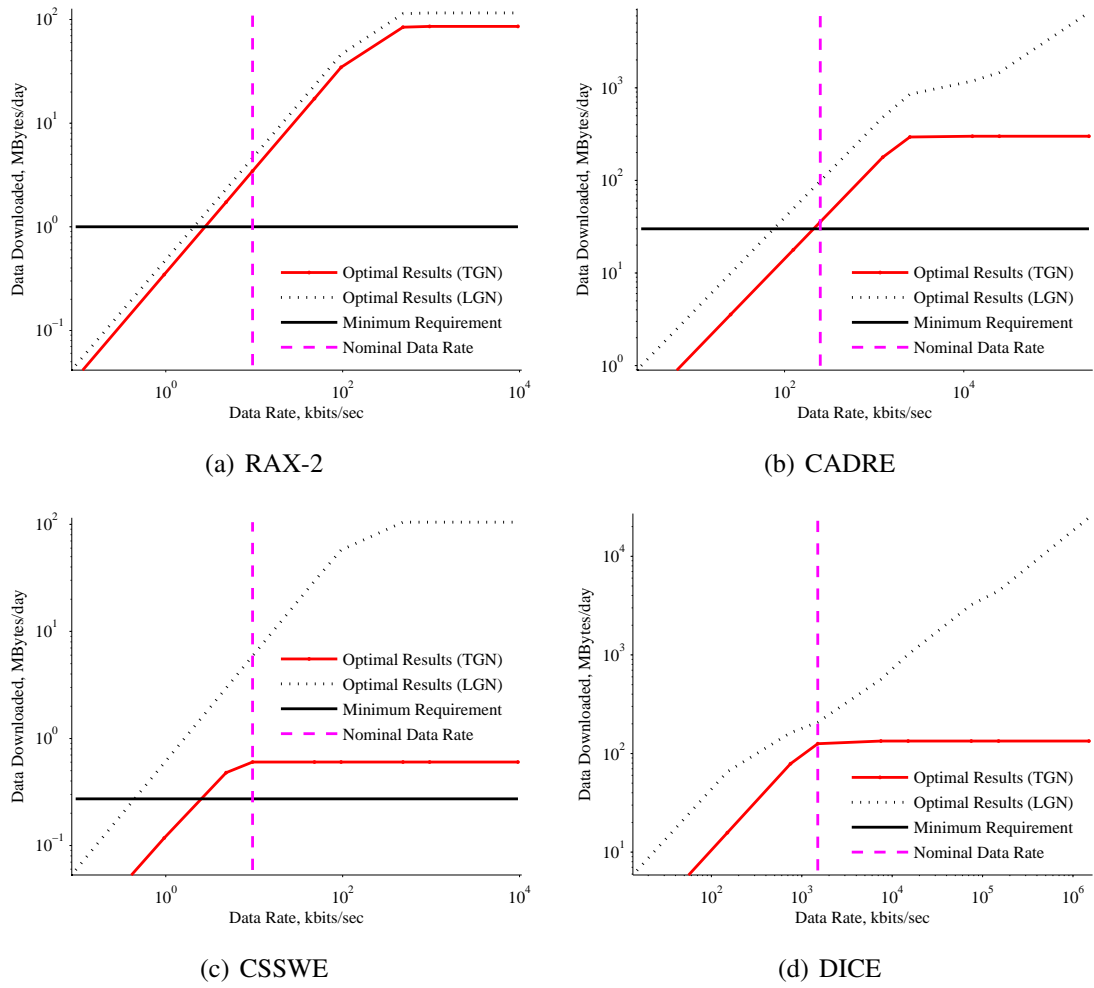 10^2
10^1
10^0
10^-1
Data Downloaded, MBytes/day
Optimal Results (TGN)
Optimal Results (LGN)
Minimum Requirement
Nominal Data Rate
10^0 10^2 10^4
Data Rate, kbits/sec
(a) RAX-2
10^3
10^2
10^1
10^0
Data Downloaded, MBytes/day
Optimal Results (TGN)
Optimal Results (LGN)
Minimum Requirement
Nominal Data Rate
10^2 10^4
Data Rate, kbits/sec
(b) CADRE
10^2
10^1
10^0
10^-1
Data Downloaded, MBytes/day
Optimal Results (TGN)
Optimal Results (LGN)
Minimum Requirement
Nominal Data Rate
10^0 10^2 10^4
Data Rate, kbits/sec
(c) CSSWE
10^4
10^3
10^2
10^1
Data Downloaded, MBytes/day
Optimal Results (TGN)
Optimal Results (LGN)
Minimum Requirement
Nominal Data Rate
10^2 10^3 10^4 10^5 10^6
Data Rate, kbits/sec
(d) DICE